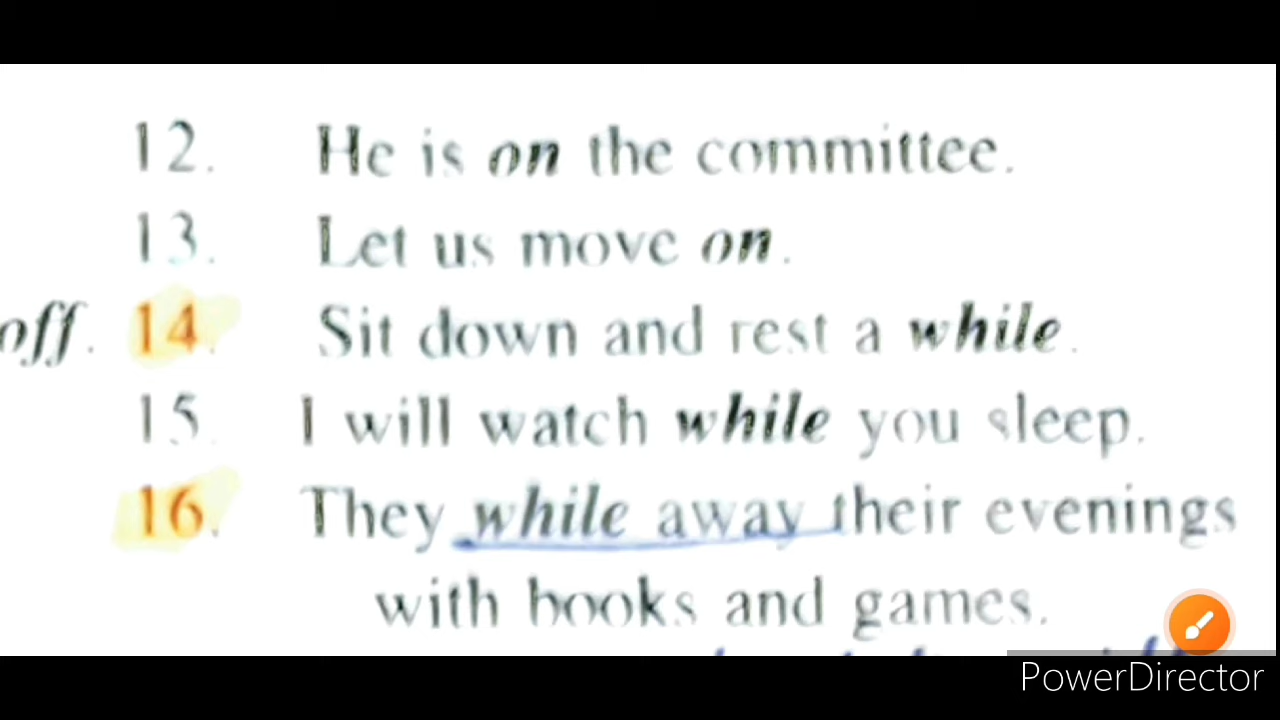 12. He is on the committee.
13. Let us move on.
off. 14. Sit down and rest a while.
15. I will watch while you sleep.
16. They while away their evenings
with books and games.
PowerDirector